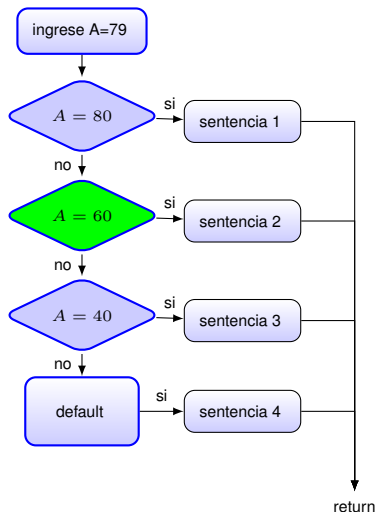 ingrese A=79
A = 80
si
sentencia 1
no
A = 60
si
sentencia 2
no
A = 40
si
sentencia 3
no
default
si
sentencia 4
return